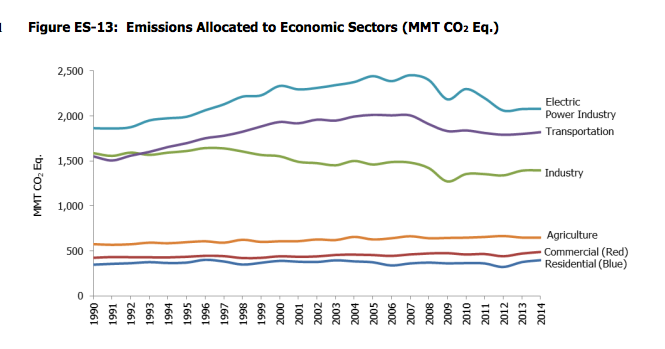 Figure ES-13: Emissions Allocated to Economic Sectors (MMT CO2 Eq.)
2,500
2,000
1,500
1,000
500
0
MMT CO2 Eq.
Electric
Power Industry
Transportation
Industry
Agriculture
Commercial (Red)
Residential (Blue)
1990 1991 1992 1993 1994 1995 1996 1997 1998 1999 2000 2001 2002 2003 2004 2005 2006 2007 2008 2009 2010 2011 2012 2013 2014